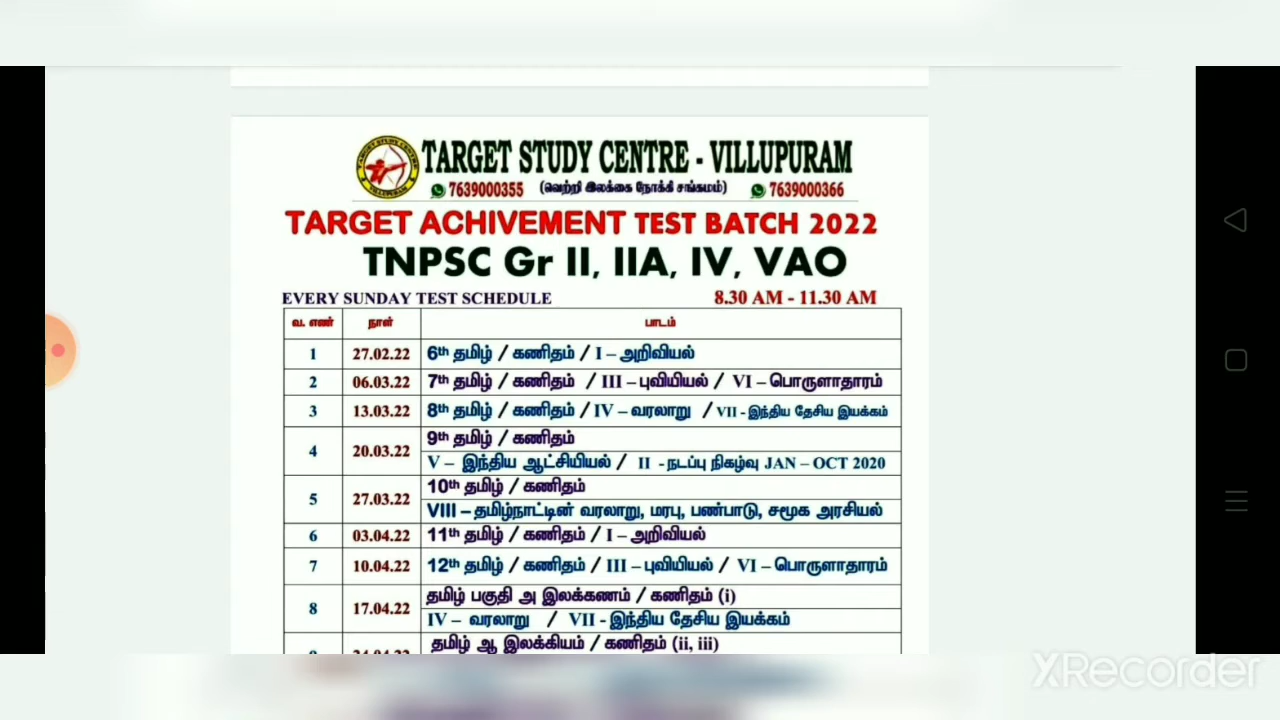 TARGET STUDY CENTRE - VILLUPURAM
7639000355 (வெற்றி இலக்கை நோக்கி சங்கமம்) 7639000366
TARGET ACHIVEMENT TEST BATCH 2022
TNPSC Gr II, IIA, IV, VAO
EVERY SUNDAY TEST SCHEDULE 8.30 AM - 11.30 AM
வ. எண் நாள் பாடம்
1 27.02.22 6th தமிழ் / கணிதம் / I – அறிவியல்
2 06.03.22 7th தமிழ் / கணிதம் / III – புவியியல் / VI – பொருளாதாரம்
3 13.03.22 8th தமிழ் / கணிதம் / IV – வரலாறு / VII - இந்திய தேசிய இயக்கம்
4 20.03.22 9th தமிழ் / கணிதம்
V – இந்திய ஆட்சியியல் / II - நடப்பு நிகழ்வு JAN – OCT 2020
5 27.03.22 10th தமிழ் / கணிதம்
VIII – தமிழ்நாட்டின் வரலாறு, மரபு, பண்பாடு, சமூக அரசியல்
6 03.04.22 11th தமிழ் / கணிதம் / I – அறிவியல்
7 10.04.22 12th தமிழ் / கணிதம் / III – புவியியல் / VI – பொருளாதாரம்
8 17.04.22 தமிழ் பகுதி அ இலக்கணம் / கணிதம் (i)
IV – வரலாறு / VII - இந்திய தேசிய இயக்கம்
தமிழ் ஆ இலக்கியம் / கணிதம் (ii, iii)
XRecorder